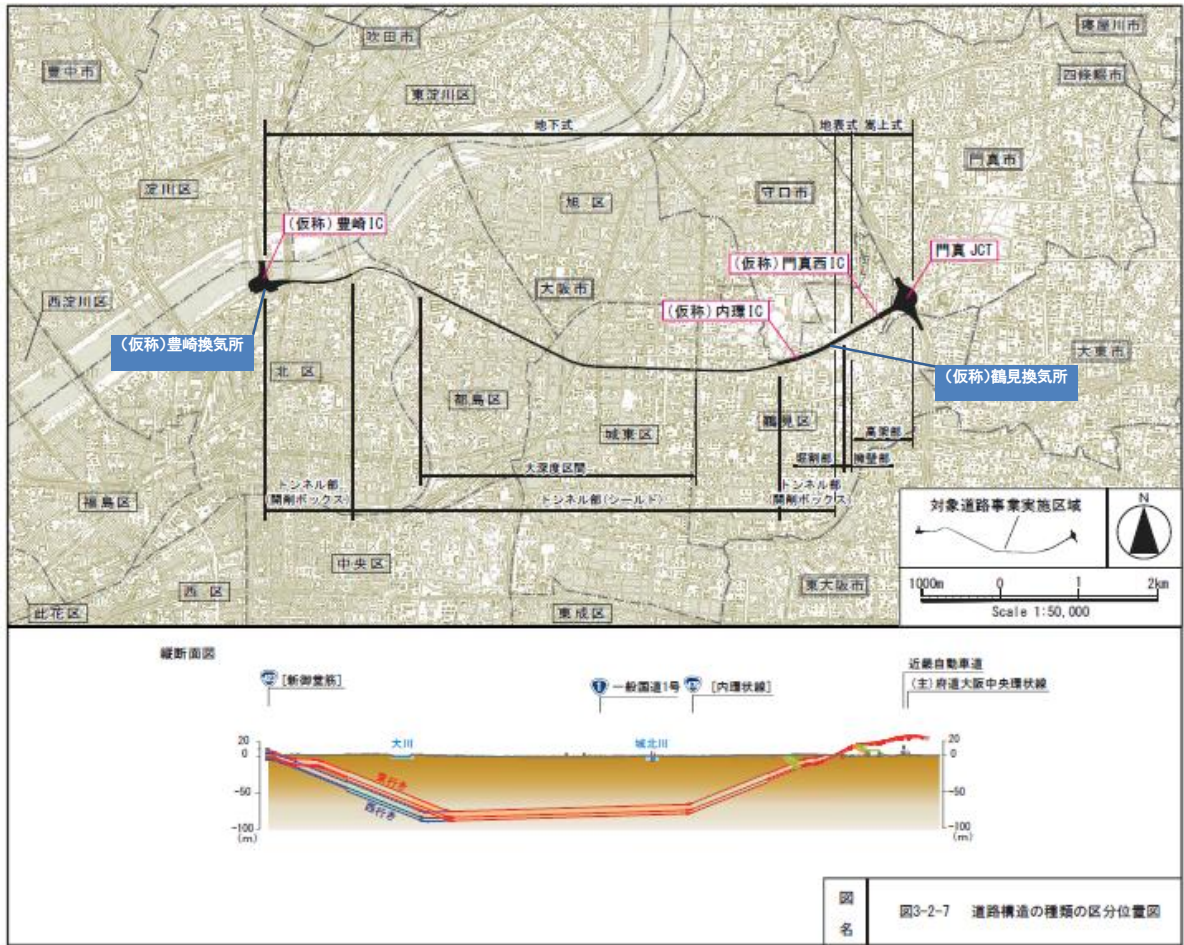 吹田市
寝屋川市
豊中市
四條畷市
東淀川区
地下式
地表式
嵩上式
門真市
淀川区
守口市
旭区
(仮称)豊崎IC
(仮称)門真西IC
門真JCT
大阪市
西淀川区
(仮称)内環IC
(仮称)豊崎換気所
大東市
北区
(仮称)鶴見換気所
都島区
鶴見区
城東区
高架部
大深度区間
掘割部
擁壁部
トンネル部
(開削ボックス)
トンネル部(シールド)
トンネル部
(開削ボックス)
福島区
対象道路事業実施区域
N
中央区
西区
東大阪市
1000m 0 1 2km
此花区
東成区
Scale 1:50,000
縦断面図
近畿自動車道
423 [新御堂筋]
1 一般国道1号
[内環状線]
(主)府道大阪中央環状線
20
大川
城北川
20
0
0
東行き
-50
-50
西行き
-100
-100
(m)
(m)
図名
図3-2-7 道路構造の種類の区分位置図